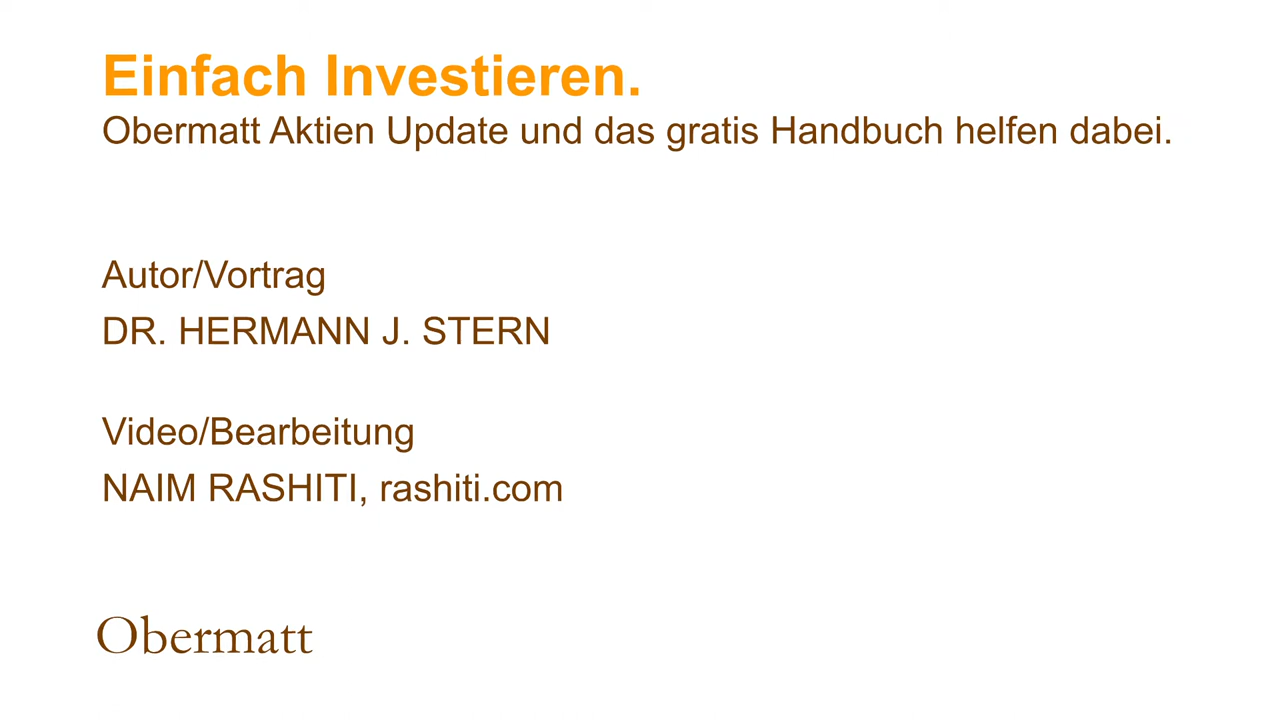 Einfach Investieren.
Obermatt Aktien Update und das gratis Handbuch helfen dabei.
Autor/Vortrag
DR. HERMANN J. STERN
Video/Bearbeitung
NAIM RASHITI, rashiti.com
Obermatt